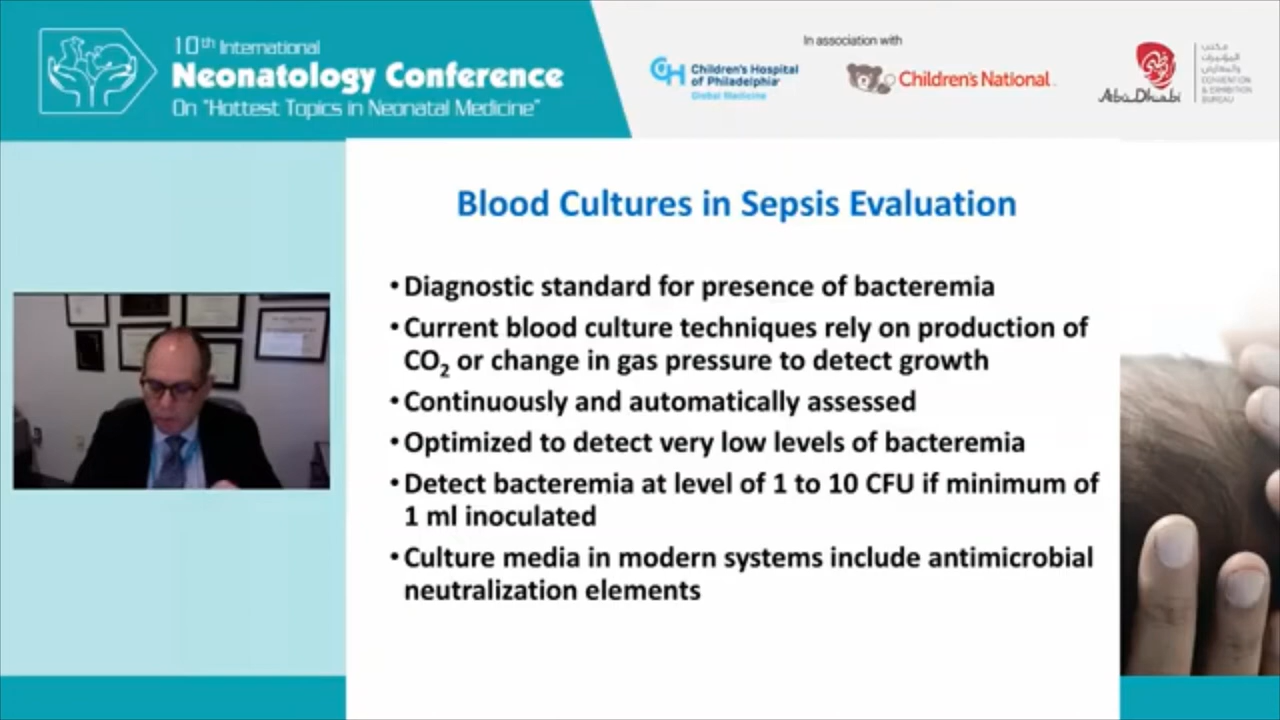 10th International
Neonatology Conference
On "Hottest Topics in Neonatal Medicine"
In association with
Children's Hospital
of Philadelphia
Global Medicine
Children's National
Abu Dhabi
CONVENTION
& EXHIBITION
BUREAU
Blood Cultures in Sepsis Evaluation
•Diagnostic standard for presence of bacteremia
•Current blood culture techniques rely on production of
CO2 or change in gas pressure to detect growth
•Continuously and automatically assessed
•Optimized to detect very low levels of bacteremia
•Detect bacteremia at level of 1 to 10 CFU if minimum of
1 ml inoculated
•Culture media in modern systems include antimicrobial
neutralization elements